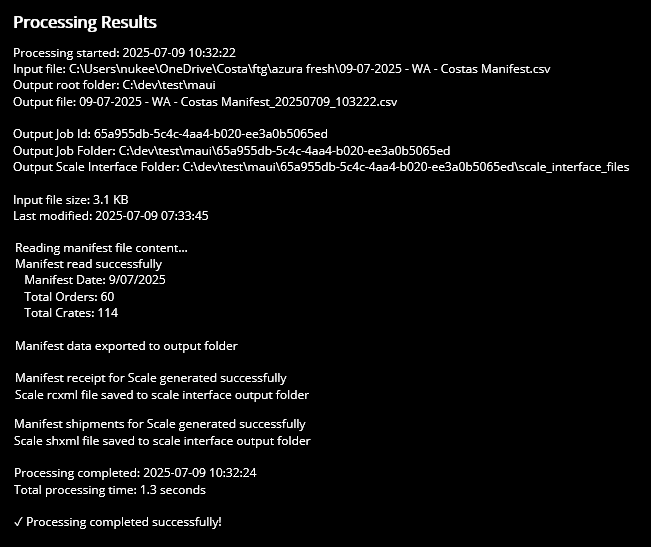 Processing Results
Processing started: 2025-07-09 10:32:22
Input file: C:\Users\nukee\OneDrive\Costa\ftg\azura fresh\09-07-2025 - WA - Costas Manifest.csv
Output root folder: C:\dev\test\maui
Output file: 09-07-2025 - WA - Costas Manifest_20250709_103222.csv
Output Job Id: 65a955db-5c4c-4aa4-b020-ee3a0b5065ed
Output Job Folder: C:\dev\test\maui\65a955db-5c4c-4aa4-b020-ee3a0b5065ed
Output Scale Interface Folder: C:\dev\test\maui\65a955db-5c4c-4aa4-b020-ee3a0b5065ed\scale_interface_files
Input file size: 3.1 KB
Last modified: 2025-07-09 07:33:45
Reading manifest file content...
Manifest read successfully
Manifest Date: 9/07/2025
Total Orders: 60
Total Crates: 114
Manifest data exported to output folder
Manifest receipt for Scale generated successfully
Scale rcxml file saved to scale interface output folder
Manifest shipments for Scale generated successfully
Scale shxml file saved to scale interface output folder
Processing completed: 2025-07-09 10:32:24
Total processing time: 1.3 seconds
✓ Processing completed successfully!